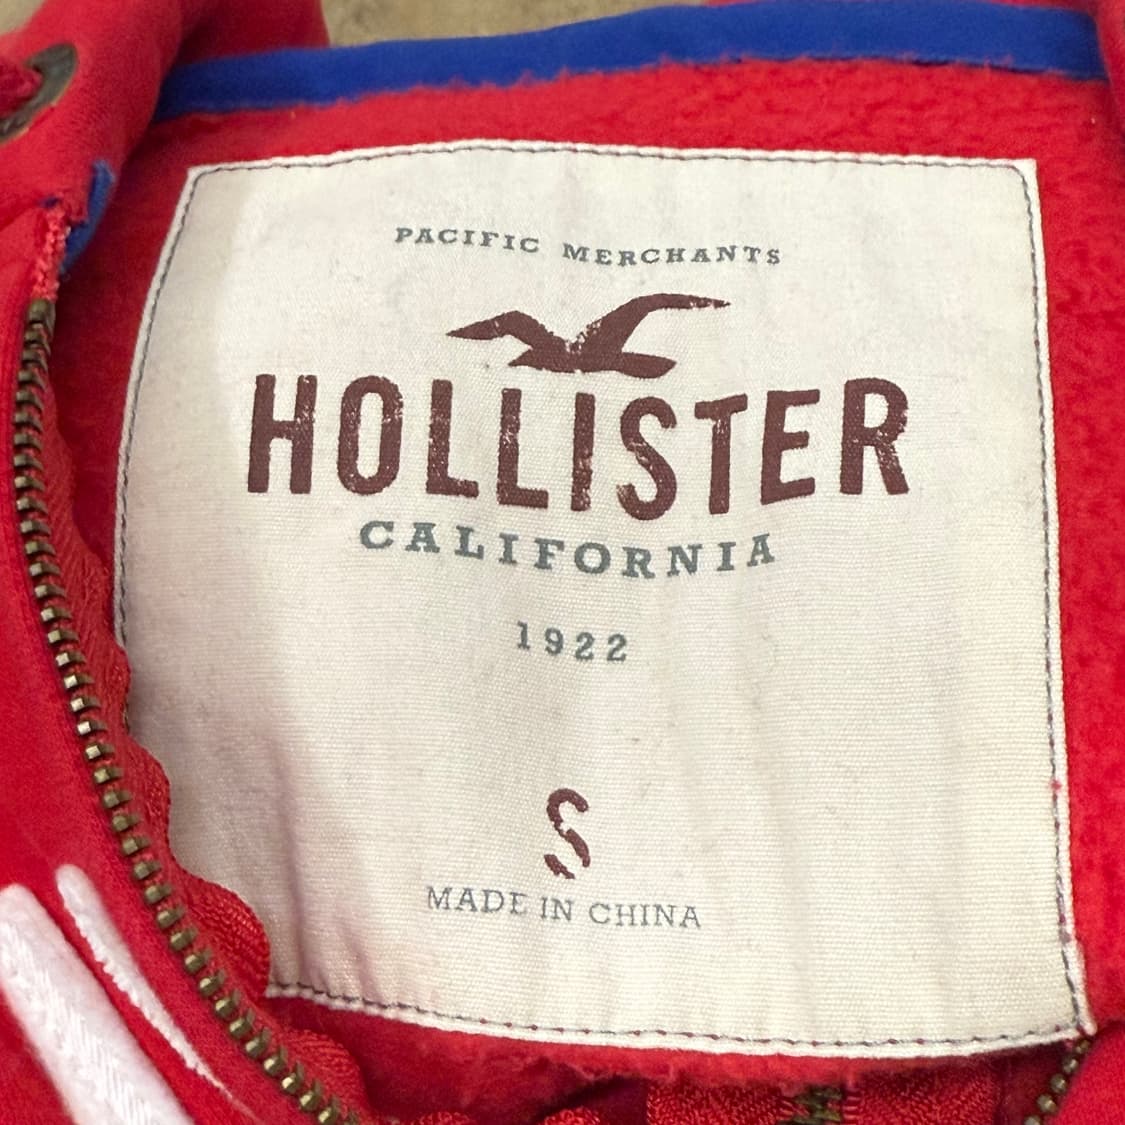 PACIFIC MERCHANTS
HOLLISTER
CALIFORNIA
1922
S
MADE IN CHINA